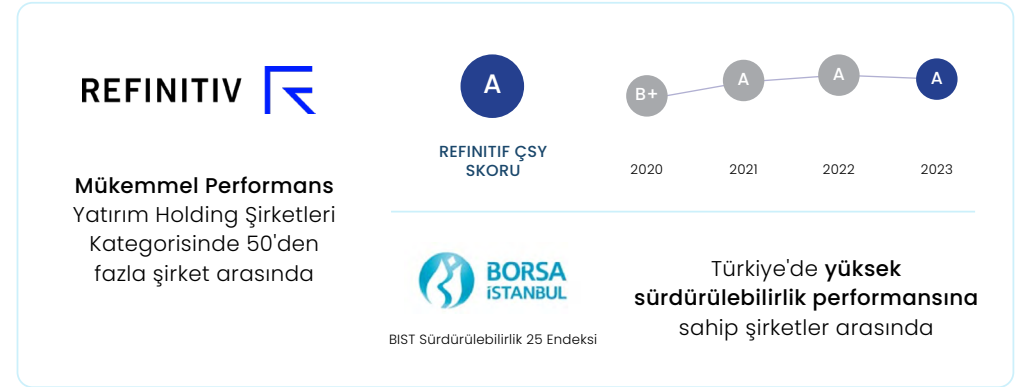 REFINITIV
Mükemmel Performans
Yatırım Holding Şirketleri
Kategorisinde 50'den
fazla şirket arasında
A
REFINITIF ÇSY
SKORU
B+
A
A
A
2020
2021
2022
2023
BORSA
İSTANBUL
BIST Sürdürülebilirlik 25 Endeksi
Türkiye'de yüksek
sürdürülebilirlik performansına
sahip şirketler arasında